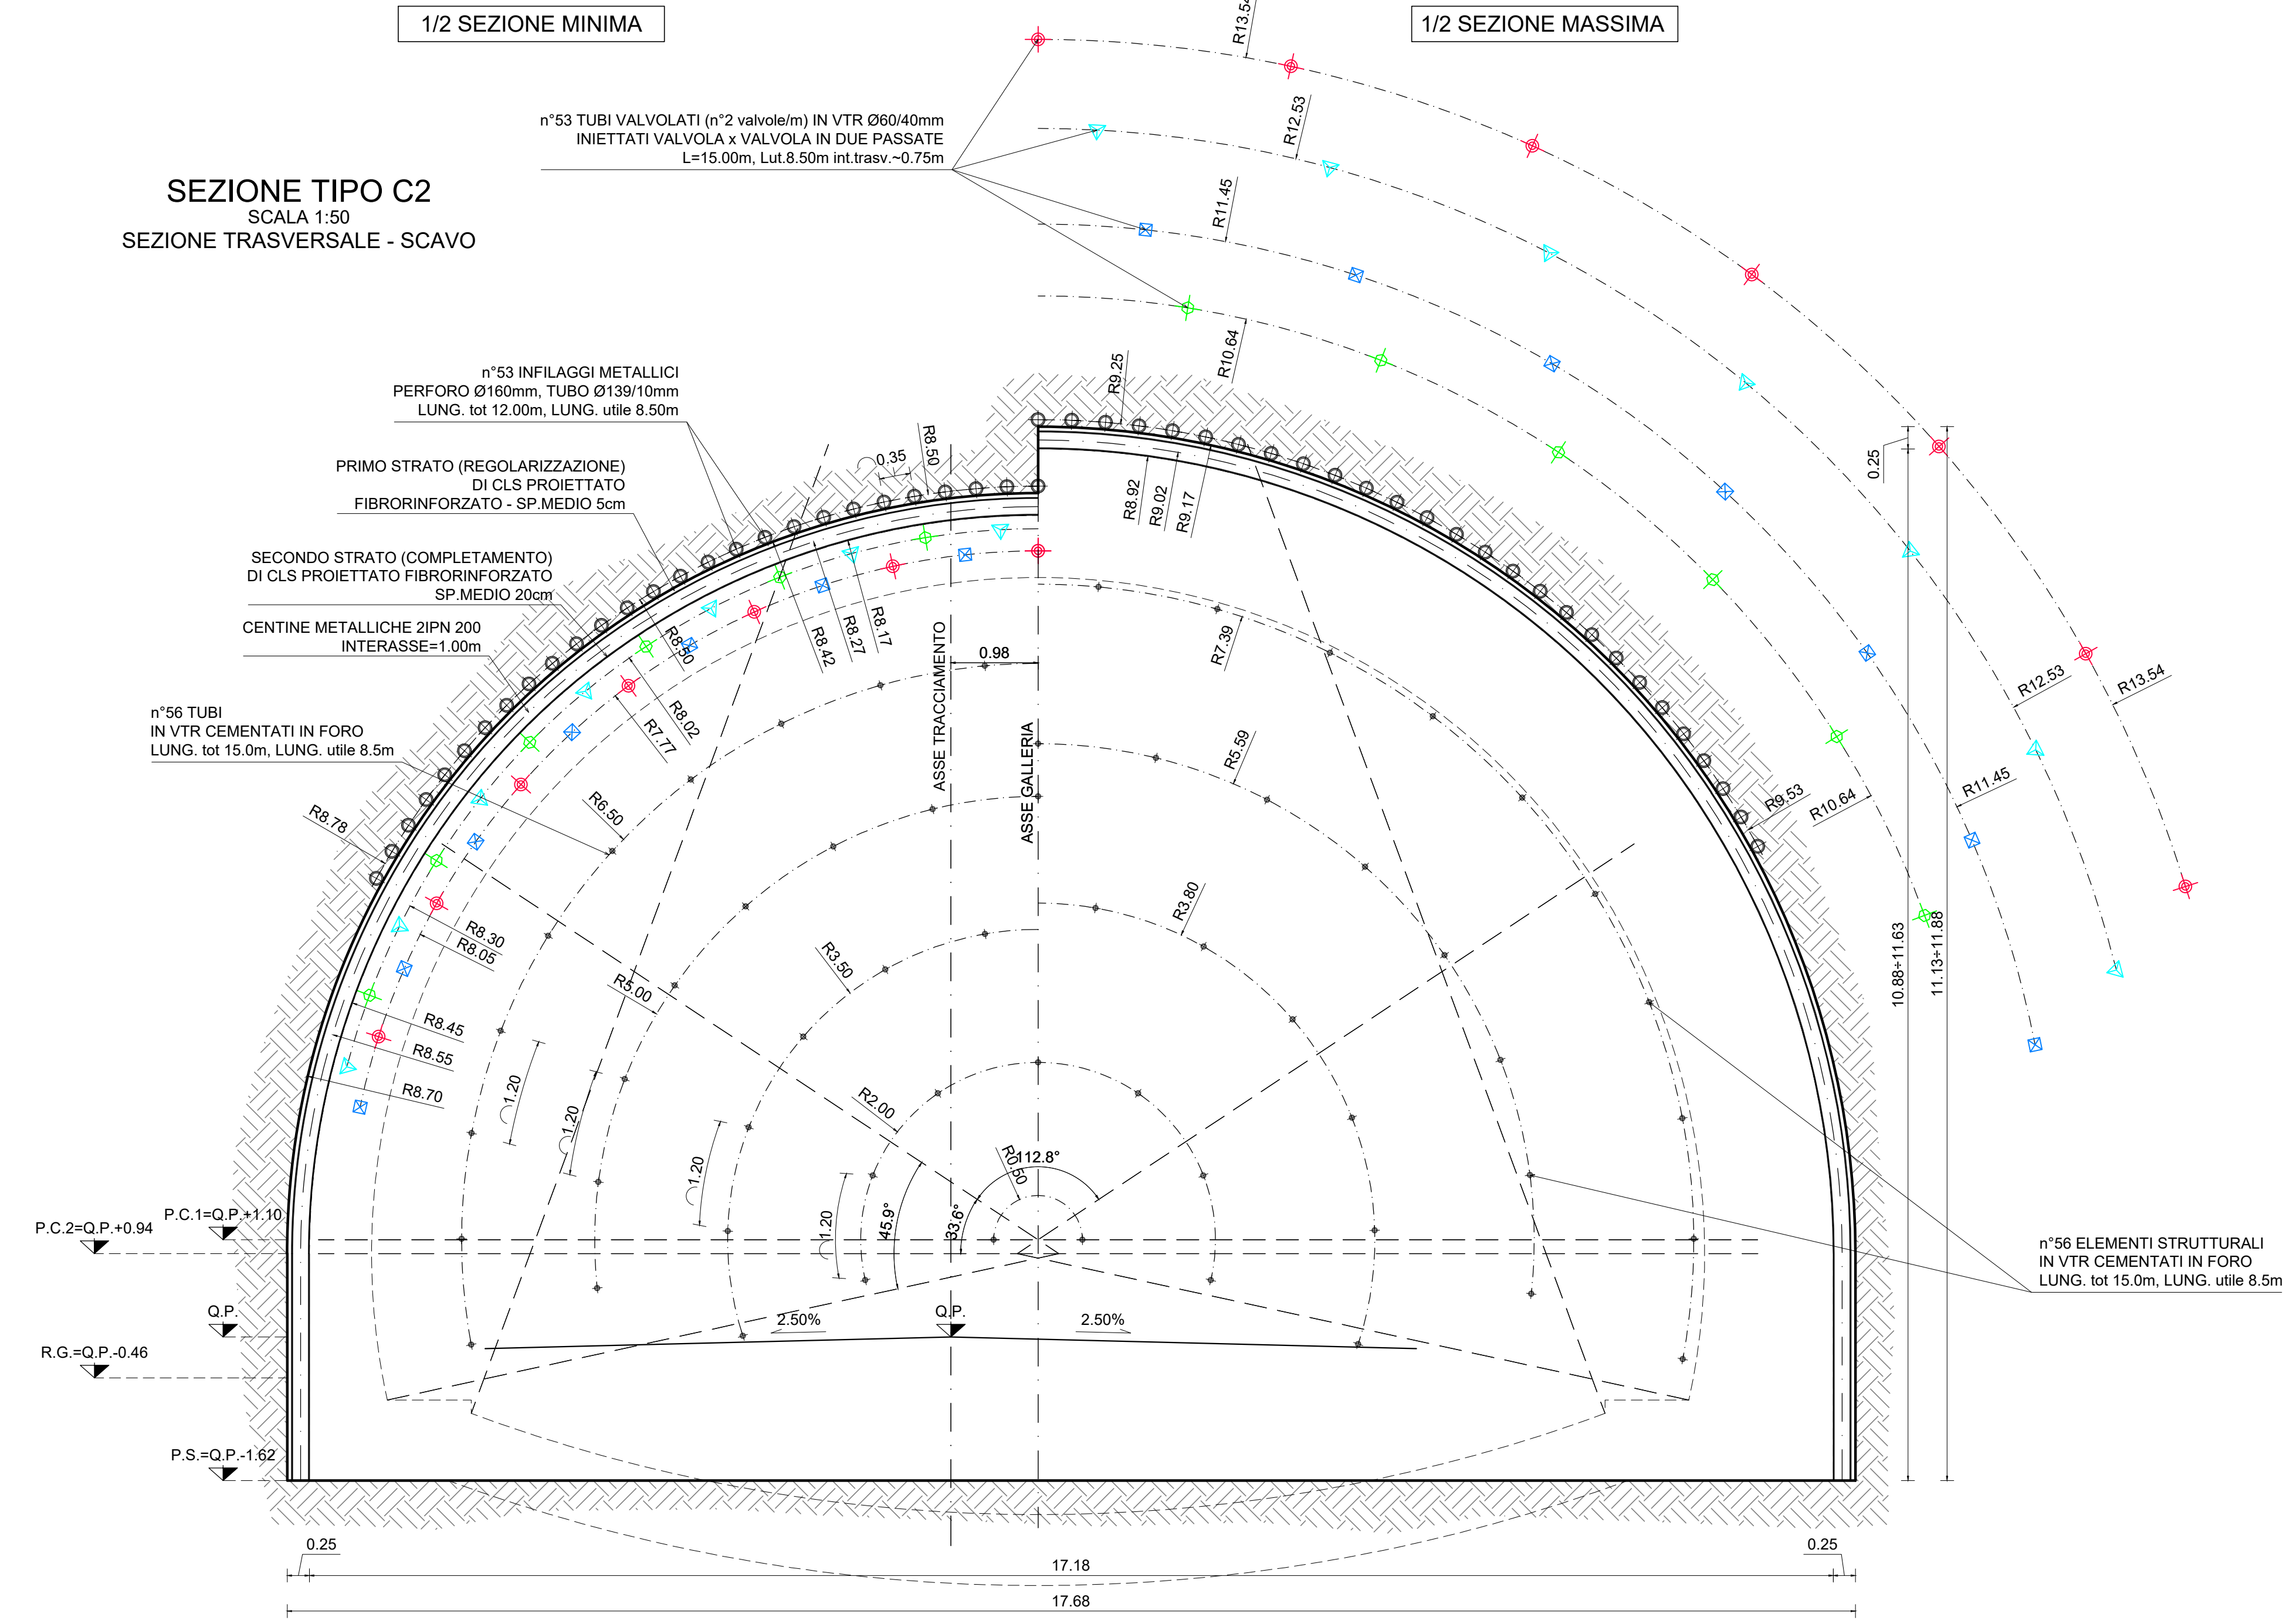 1/2 SEZIONE MINIMA
1/2 SEZIONE MASSIMA
R13.54
n°53 TUBI VALVOLATI (n°2 valvole/m) IN VTR Ø60/40mm
INIETTATI VALVOLA x VALVOLA IN DUE PASSATE
L=15.00m, Lut.8.50m int.trasv.~0.75m
R12.53
R11.45
SEZIONE TIPO C2
SCALA 1:50
SEZIONE TRASVERSALE - SCAVO
R10.64
R9.25
n°53 INFILAGGI METALLICI
PERFORO Ø160mm, TUBO Ø139/10mm
LUNG. tot 12.00m, LUNG. utile 8.50m
0.35
R8.50
PRIMO STRATO (REGOLARIZZAZIONE)
DI CLS PROIETTATO
FIBRORINFORZATO - SP.MEDIO 5cm
R8.92
R9.02
R9.17
0.25
SECONDO STRATO (COMPLETAMENTO)
DI CLS PROIETTATO FIBRORINFORZATO
SP.MEDIO 20cm
CENTINE METALLICHE 2IPN 200
INTERASSE=1.00m
R8.50
R8.42
R8.27
R8.17
0.98
R7.39
R12.53
R13.54
n°56 TUBI
IN VTR CEMENTATI IN FORO
LUNG. tot 15.0m, LUNG. utile 8.5m
R8.02
R7.77
ASSE TRACCIAMENTO
ASSE GALLERIA
R5.59
R11.45
R8.78
R6.50
R9.53
R10.64
R3.80
R8.30
R8.05
R3.50
R5.00
10.88÷11.63
11.13÷11.88
R8.45
R8.55
R8.70
1.20
1.20
1.20
1.20
R2.00
R0.50
112.8°
45.9°
33.6°
P.C.2=Q.P.+0.94
P.C.1=Q.P.+1.10
n°56 ELEMENTI STRUTTURALI
IN VTR CEMENTATI IN FORO
LUNG. tot 15.0m, LUNG. utile 8.5m
Q.P.
2.50%
Q.P.
2.50%
R.G.=Q.P.-0.46
P.S.=Q.P.-1.62
0.25
17.18
0.25
17.68